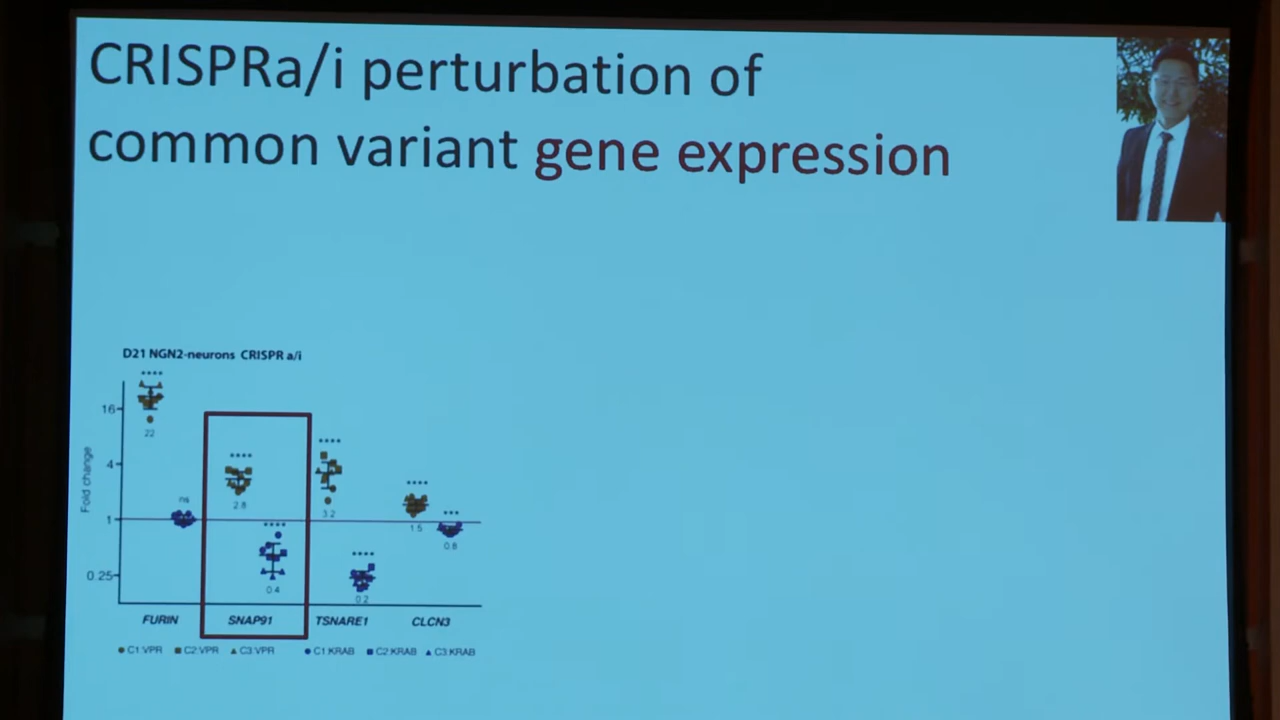 CRISPRa/i perturbation of
common variant gene expression
D21 NGN2-neurons CRISPR a/i
Fold change
16
4
1
0.25
****
22
ns
****
2.8
****
0.4
****
3.2
****
0.2
****
1.5
***
0.8
FURIN SNAP91 TSNARE1 CLCN3
C1:VPR C2:VPR C3:VPR C1:KRAB C2:KRAB C3:KRAB